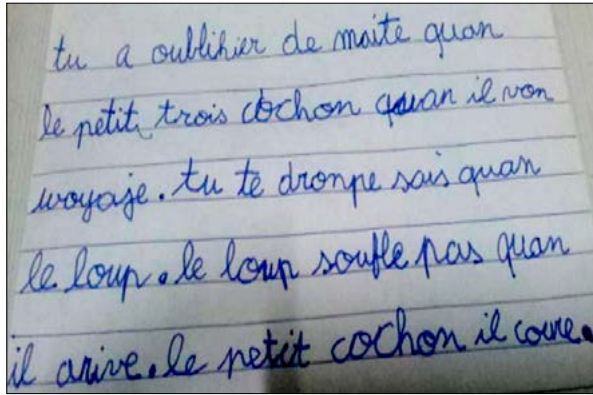 tu a oublihier de maite quan
le petit trois cochon quan il von
woyaje. tu te dronpe sais quan
le loup. le loup soufle pas quan
il arive. le petit cochon il coure.